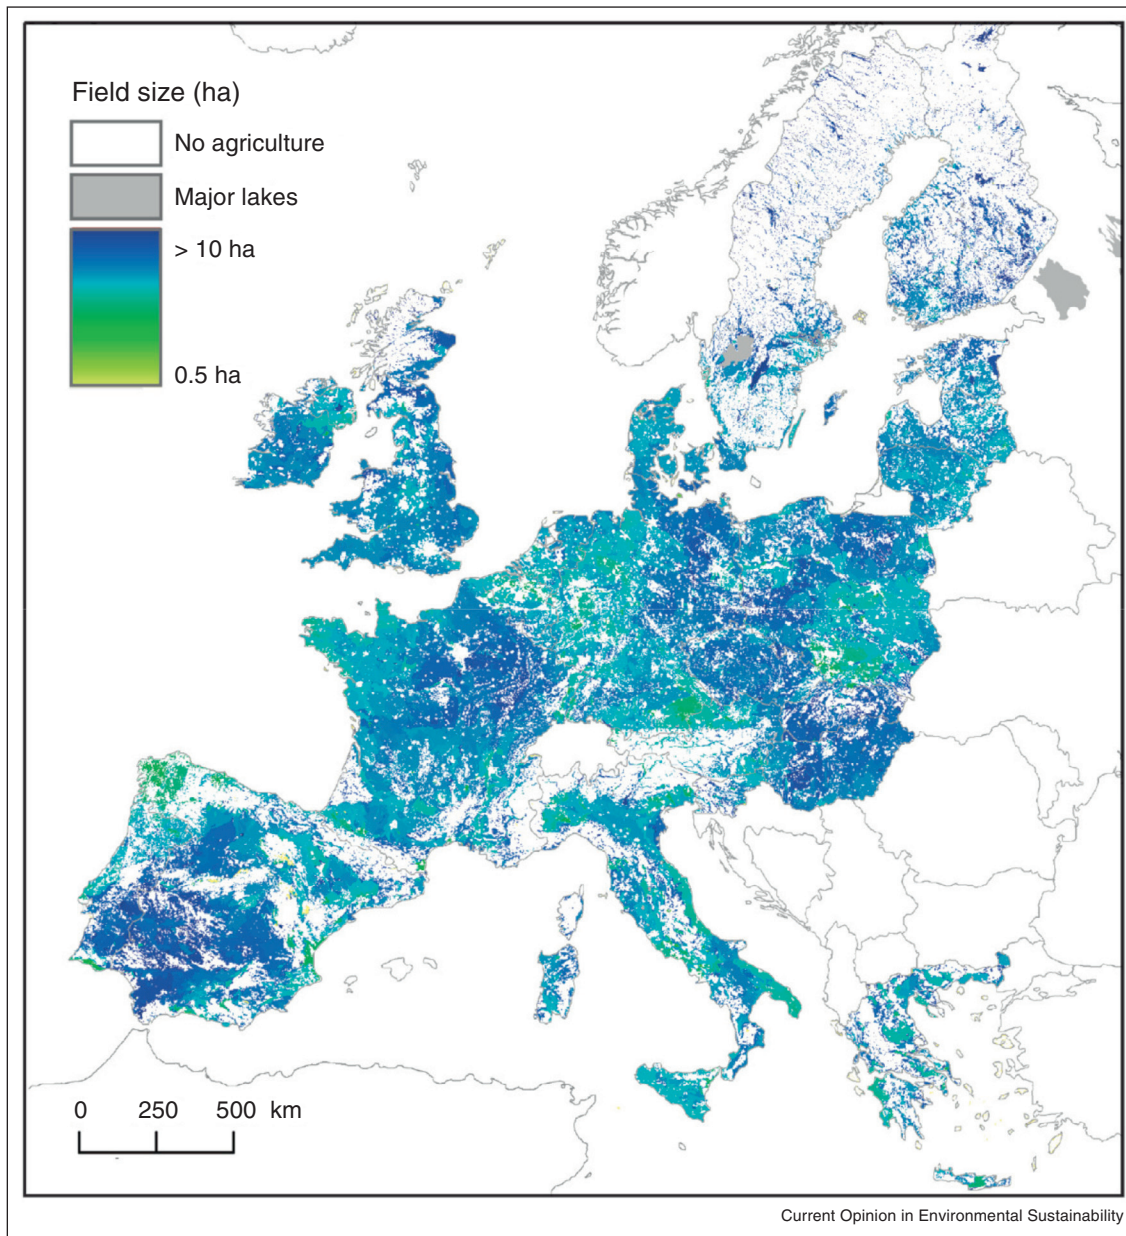 Field size (ha)
No agriculture
Major lakes
> 10 ha
0.5 ha
0 250 500 km
Current Opinion in Environmental Sustainability